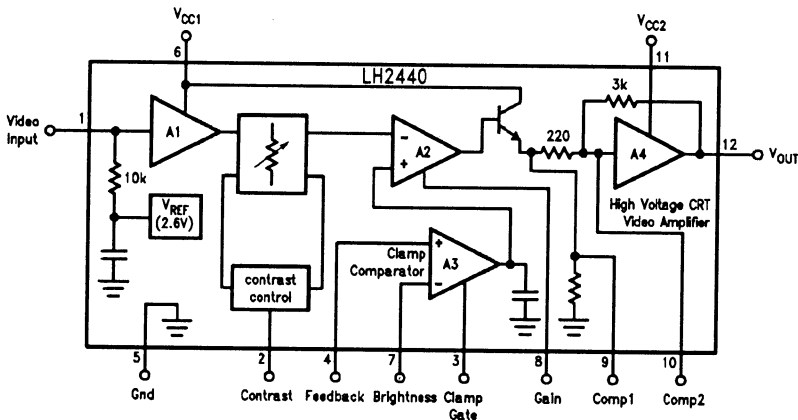 VCC1
VCC2
6
11
LH2440
3k
Video
Input
1
A1
A2
220
A4
12
VOUT
10k
VREF
(2.6V)
High Voltage CRT
Video Amplifier
Clamp
Comparator
A3
contrast
control
5
2
4
7
3
8
9
10
Gnd
Contrast
Feedback
Brightness
Clamp
Gate
Gain
Comp1
Comp2